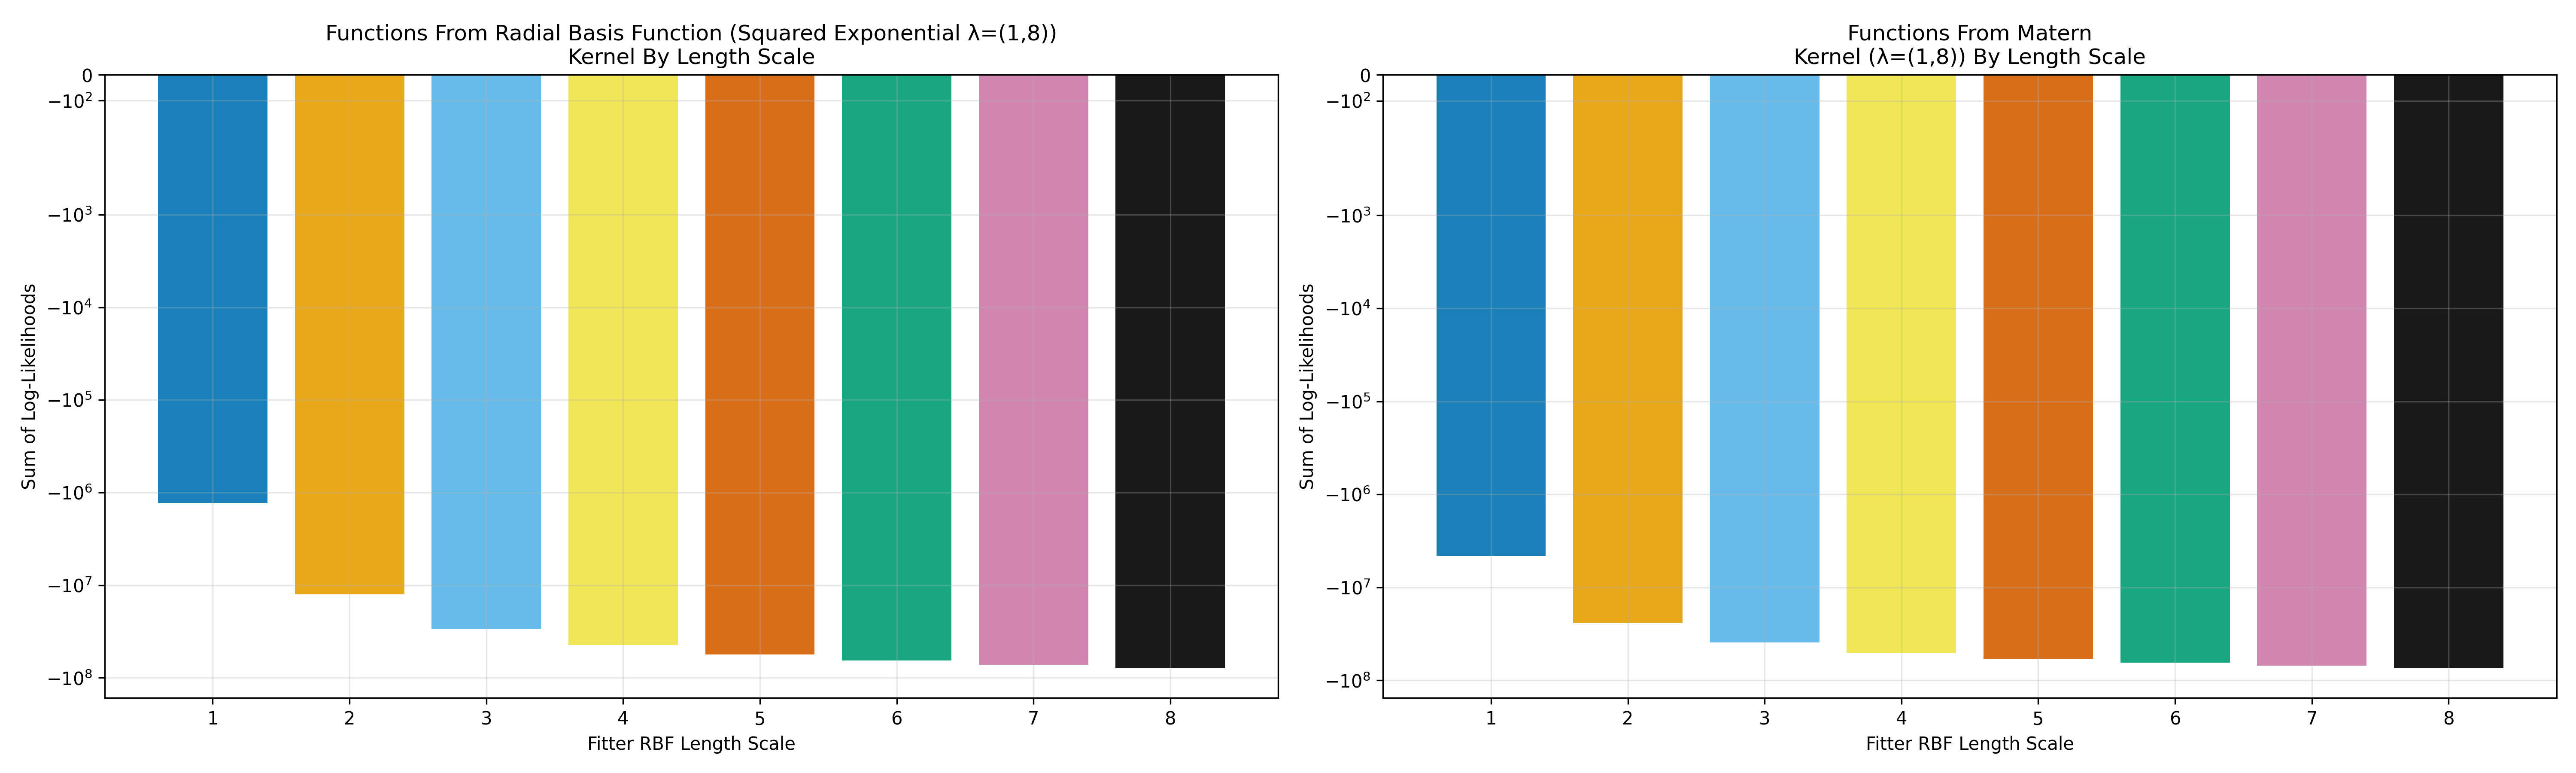 Functions From Radial Basis Function (Squared Exponential λ=(1,8))
Kernel By Length Scale
0
−10²
−10³
−10⁴
−10⁵
−10⁶
−10⁷
−10⁸
Sum of Log-Likelihoods
1 2 3 4 5 6 7 8
Fitter RBF Length Scale
Functions From Matern
Kernel (λ=(1,8)) By Length Scale
0
−10²
−10³
−10⁴
−10⁵
−10⁶
−10⁷
−10⁸
Sum of Log-Likelihoods
1 2 3 4 5 6 7 8
Fitter RBF Length Scale